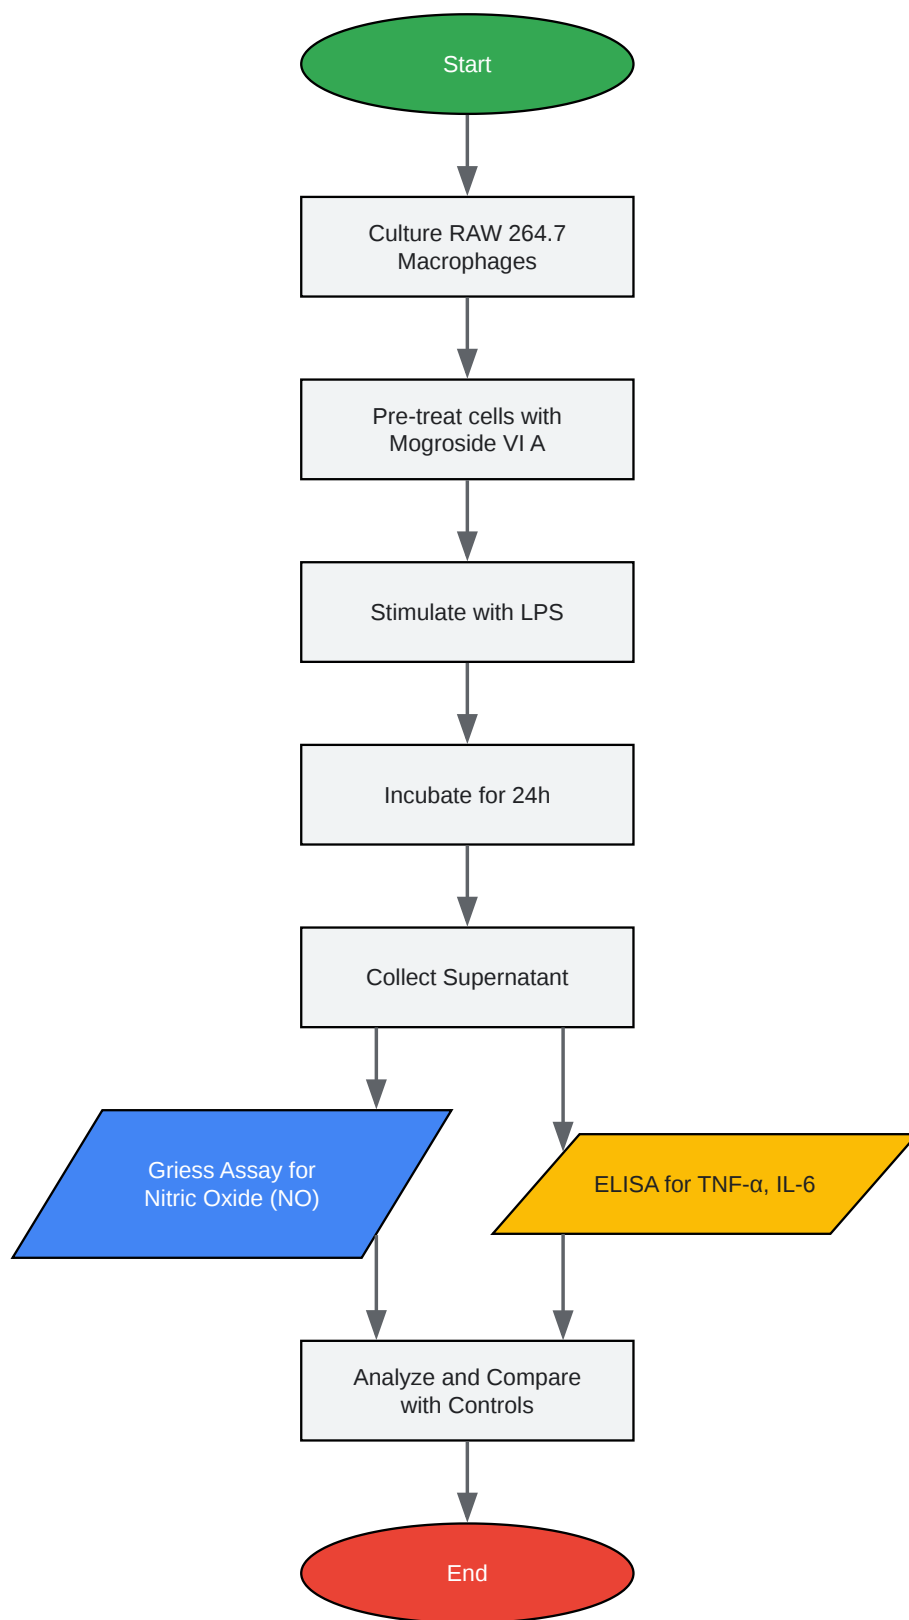 Start
Culture RAW 264.7
Macrophages
Pre-treat cells with
Mogroside VI A
Stimulate with LPS
Incubate for 24h
Collect Supernatant
Griess Assay for
Nitric Oxide (NO)
ELISA for TNF-α, IL-6
Analyze and Compare
with Controls
End